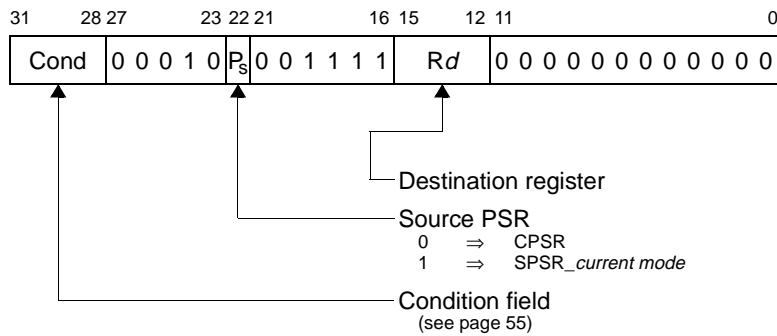 31 28 27 23 22 21 16 15 12 11 0
Cond 0 0 0 1 0 Ps 0 0 1 1 1 1 Rd 0 0 0 0 0 0 0 0 0 0 0 0
Destination register
Source PSR
0 ⇒ CPSR
1 ⇒ SPSR_current mode
Condition field
(see page 55)